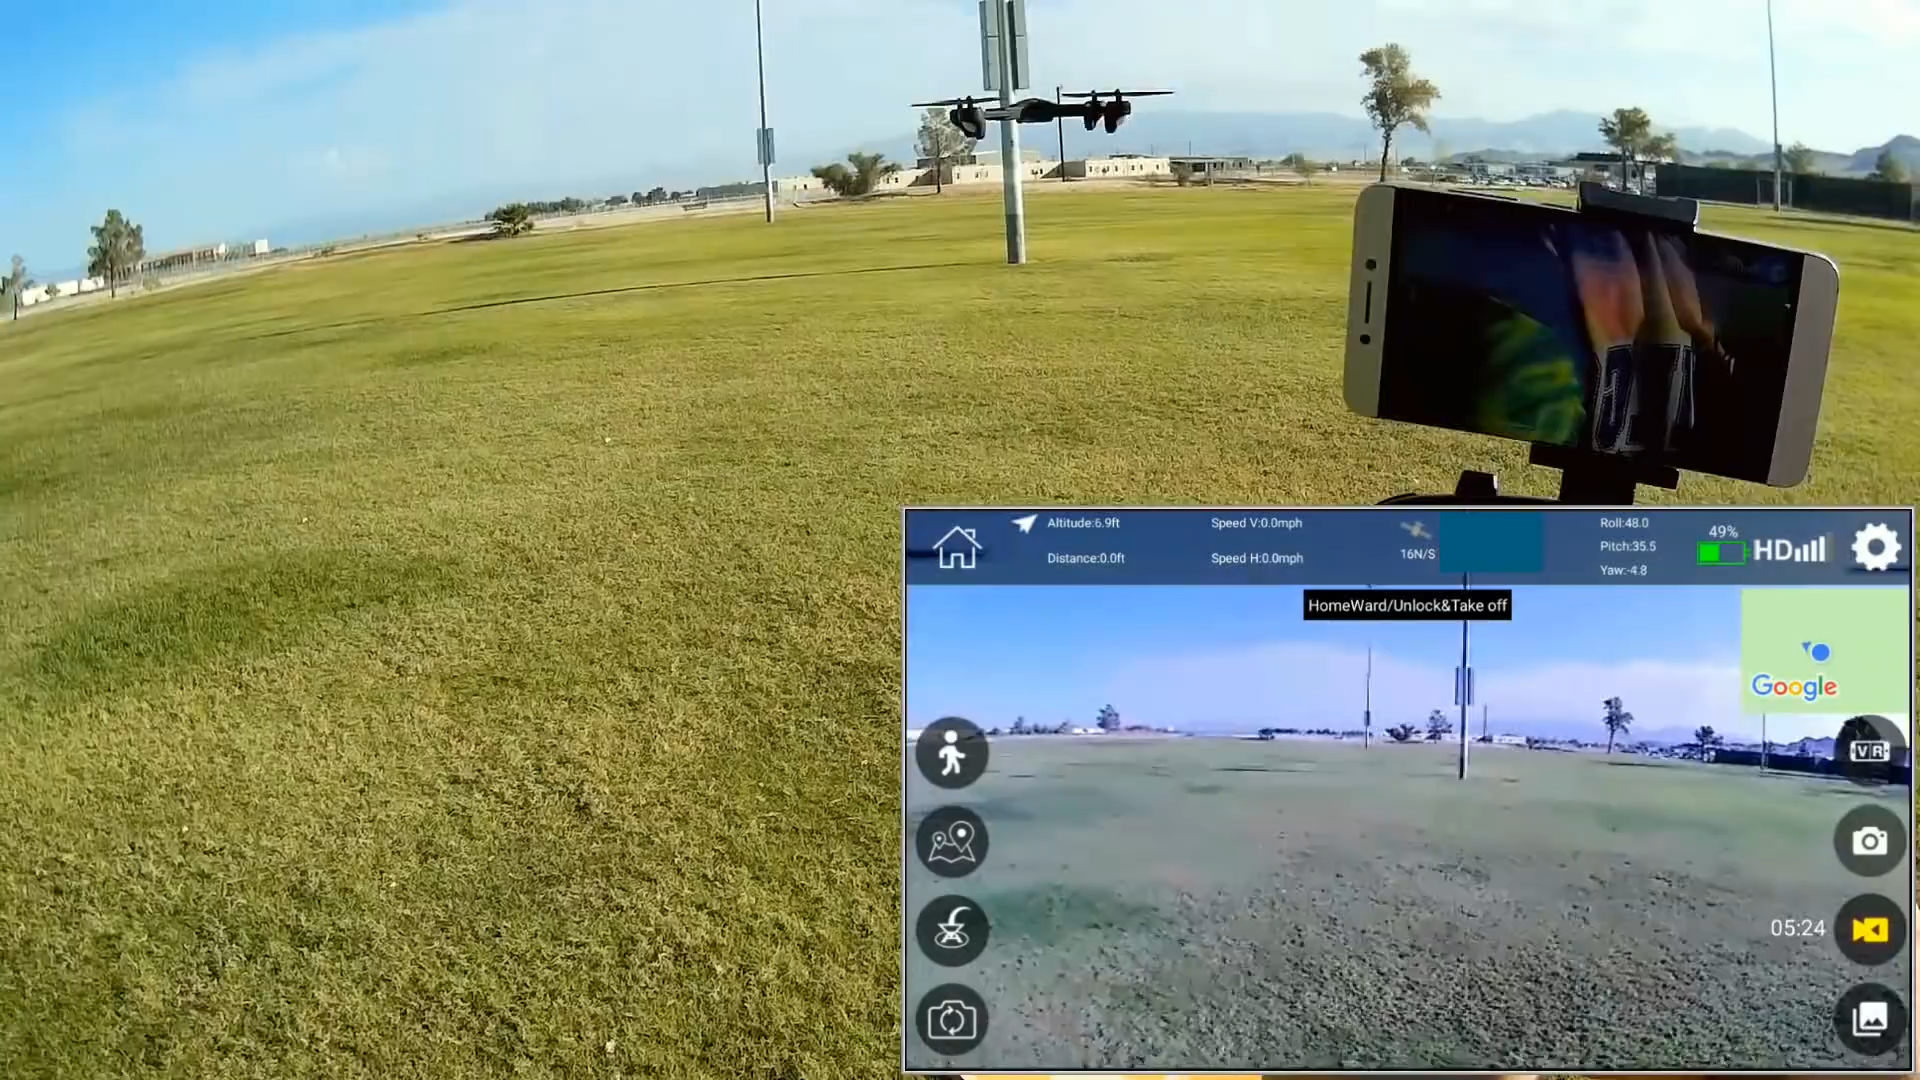 Altitude:6.9ft
Speed V:0.0mph
Roll:48.0
49%
Distance:0.0ft
Speed H:0.0mph
16N/S
Pitch:35.5
HD
Yaw:-4.8
HomeWard/Unlock&Take off
Google
VR
05:24